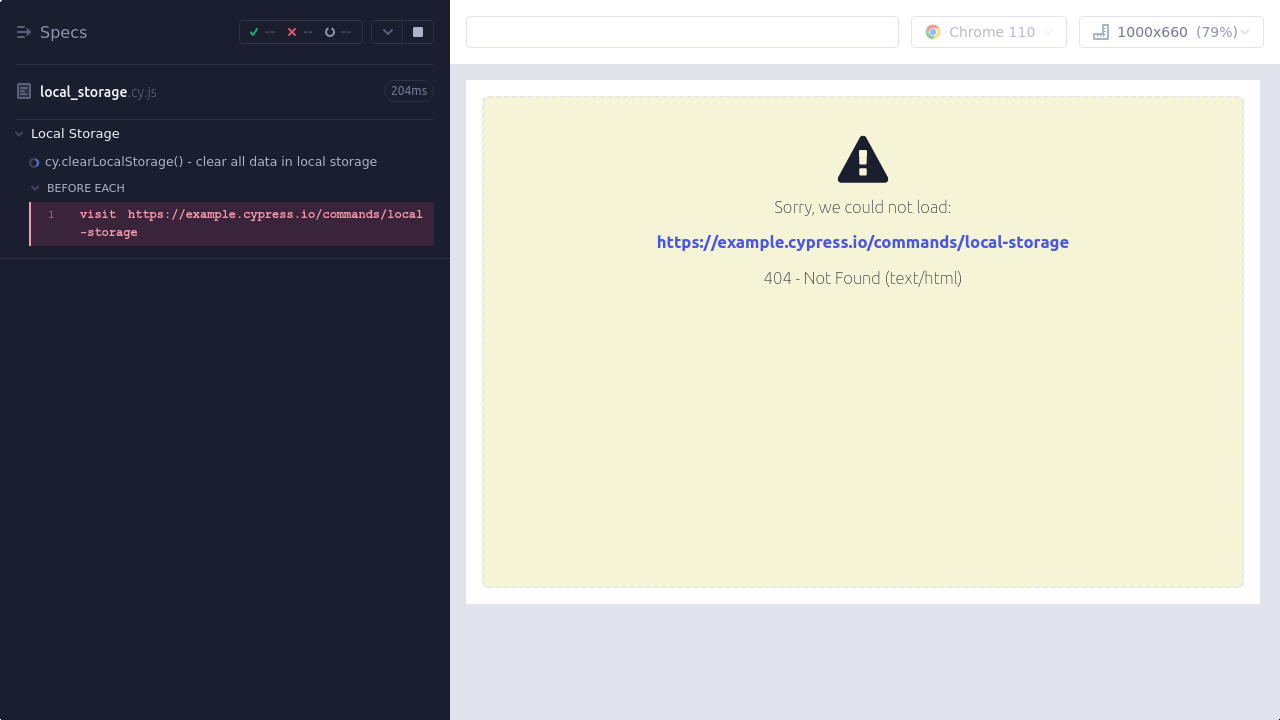 Specs
--
--
--
Chrome 110
1000x660 (79%)
local_storage.cy.js
204ms
Local Storage
cy.clearLocalStorage() - clear all data in local storage
BEFORE EACH
1 visit https://example.cypress.io/commands/local
-storage
Sorry, we could not load:
https://example.cypress.io/commands/local-storage
404 - Not Found (text/html)